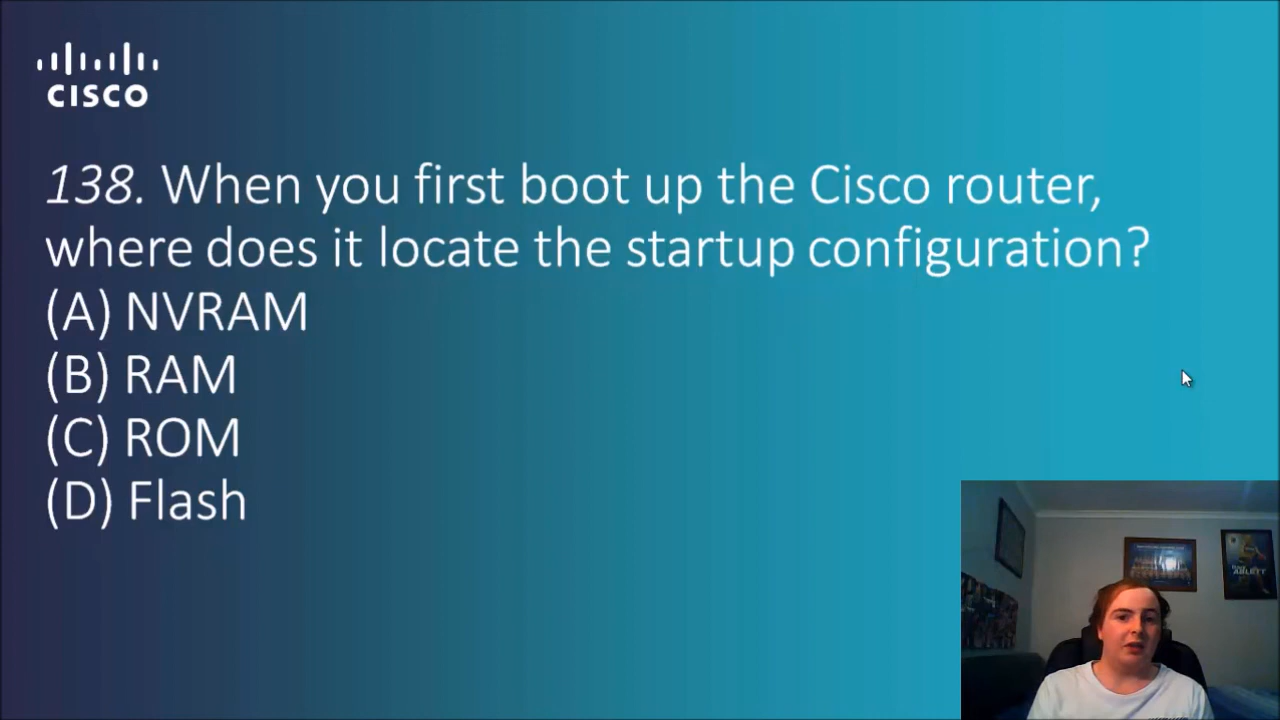 CISCO
138. When you first boot up the Cisco router,
where does it locate the startup configuration?
(A) NVRAM
(B) RAM
(C) ROM
(D) Flash
ABLETT